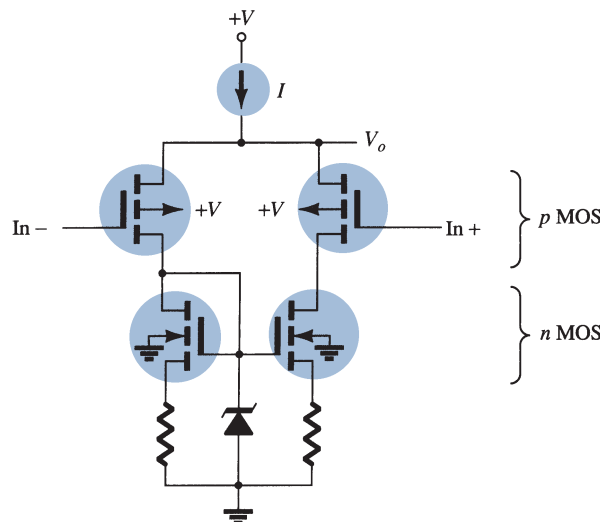 +V
I
V_o
+V
+V
In −
In +
p MOS
n MOS